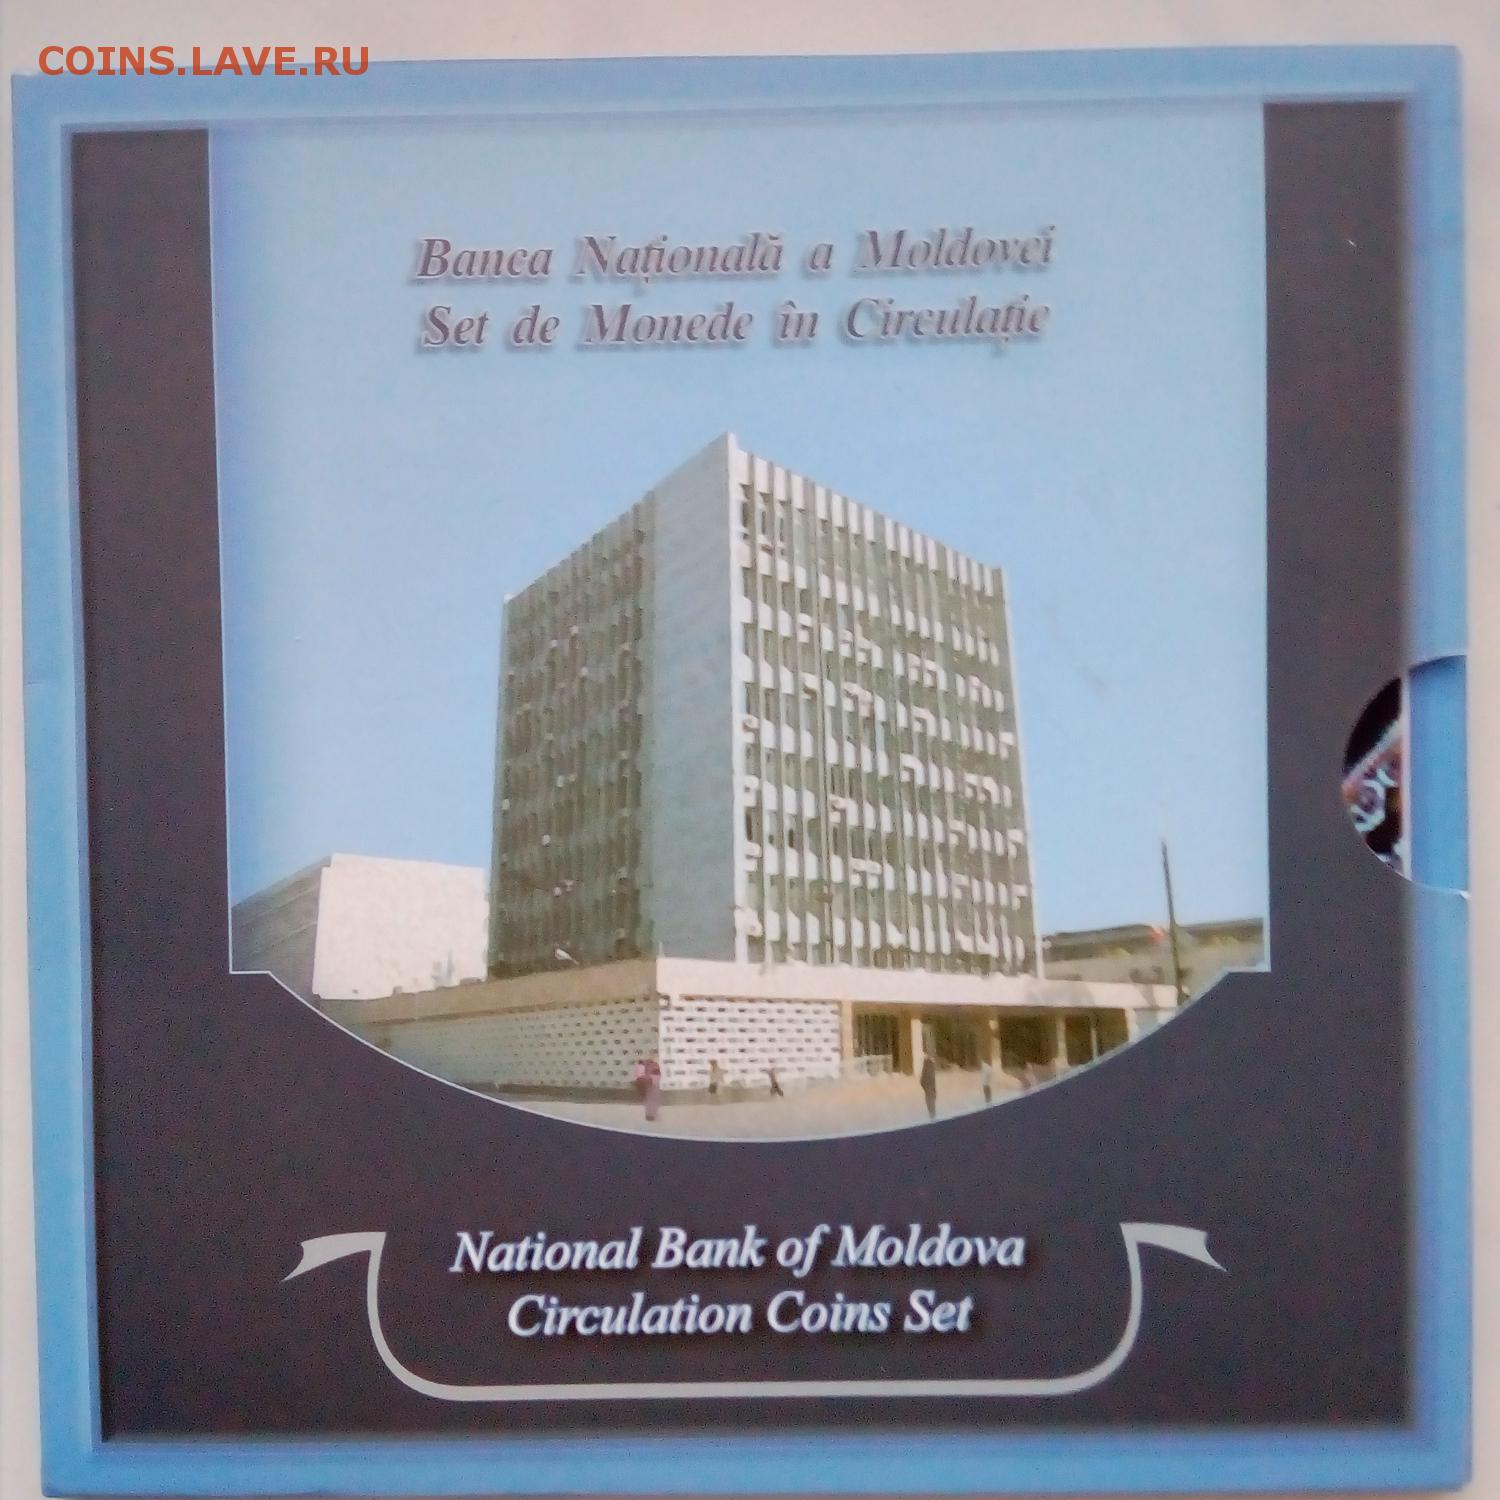 COINS.LAVE.RU
Banca Națională a Moldovei
Set de Monede în Circulație
National Bank of Moldova
Circulation Coins Set